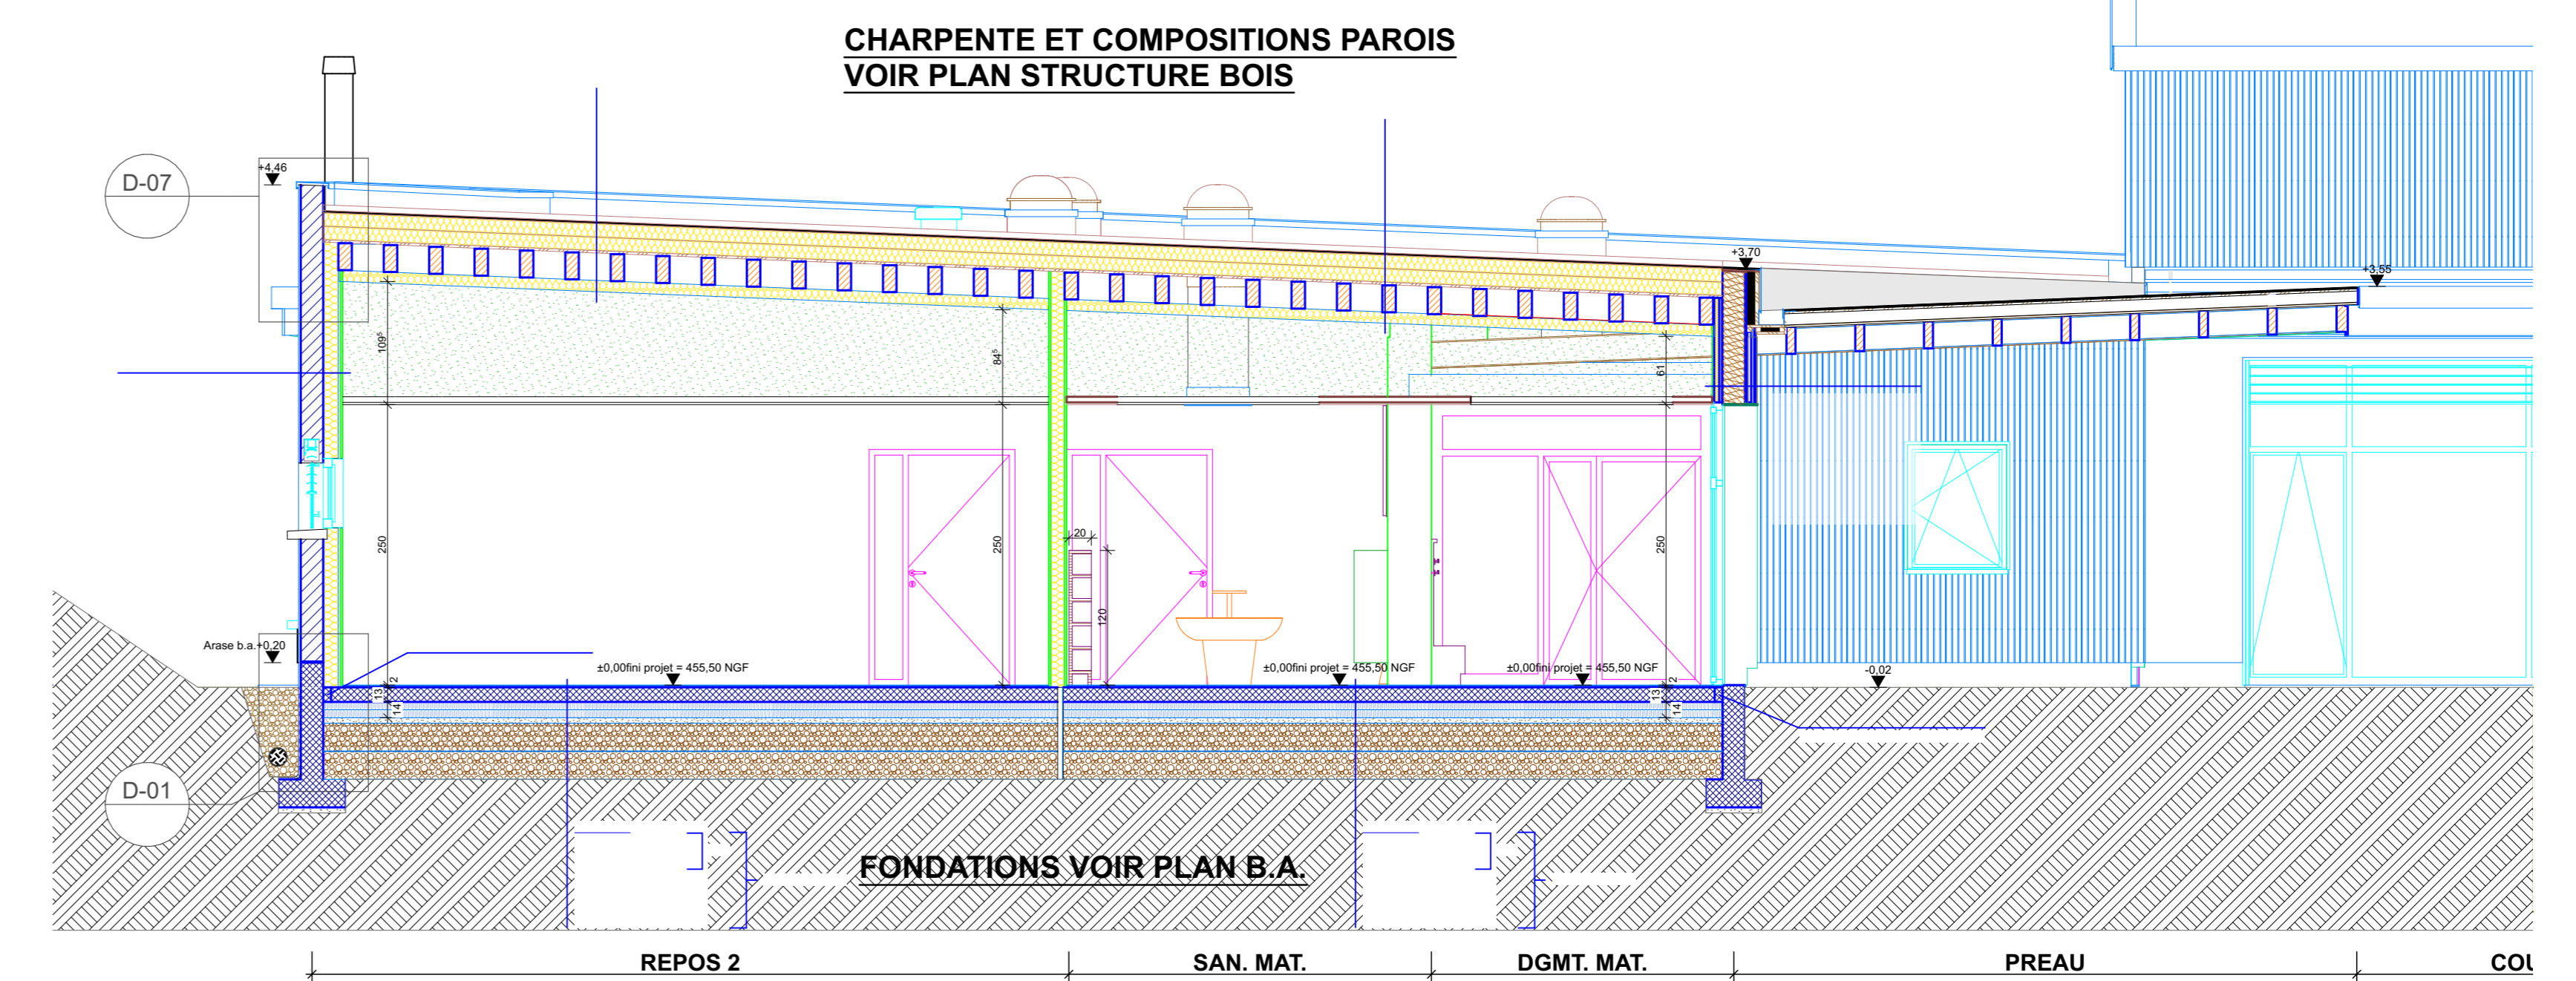 CHARPENTE ET COMPOSITIONS PAROIS
VOIR PLAN STRUCTURE BOIS
D-07
+4,46
+3,70
+3,55
109⁵
84⁵
61
250
250
250
20
120
Arase b.a.+0,20
±0,00fini projet = 455,50 NGF
±0,00fini projet = 455,50 NGF
±0,00fini projet = 455,50 NGF
-0,02
2
13
14
2
13
14
D-01
FONDATIONS VOIR PLAN B.A.
REPOS 2
SAN. MAT.
DGMT. MAT.
PREAU
COU